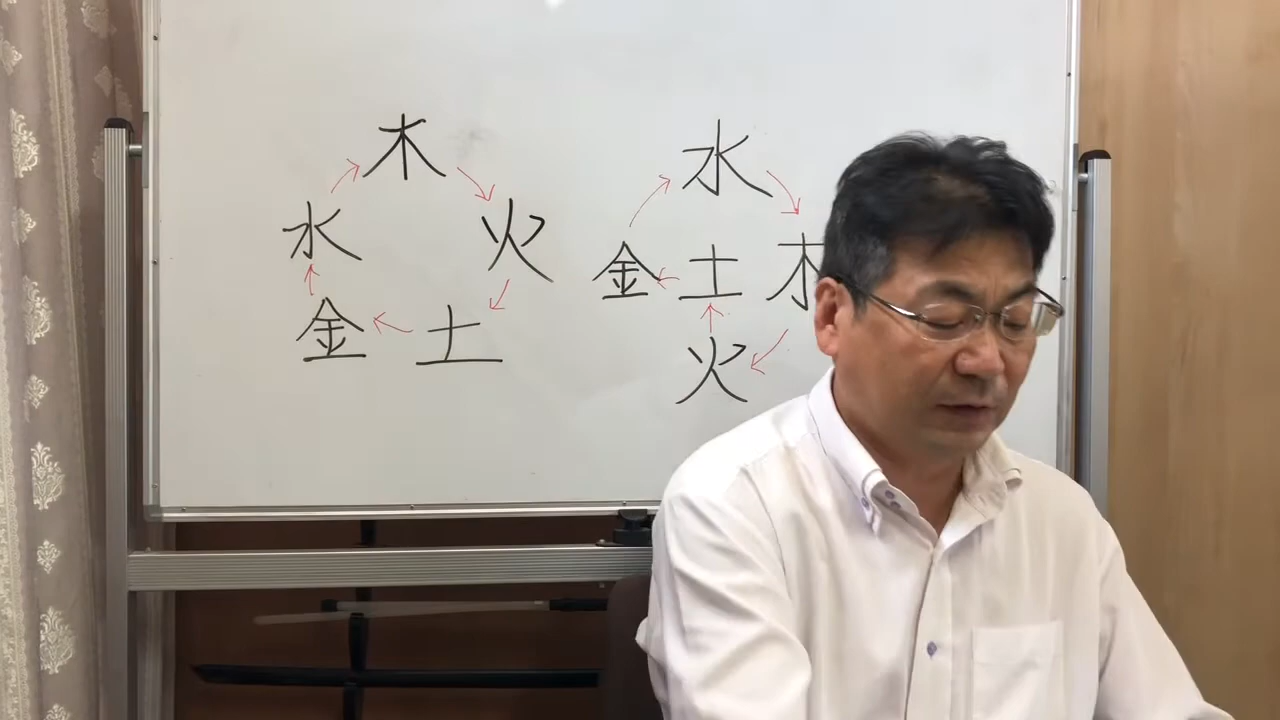 木
水 火
金 土
水
金 土 木
火